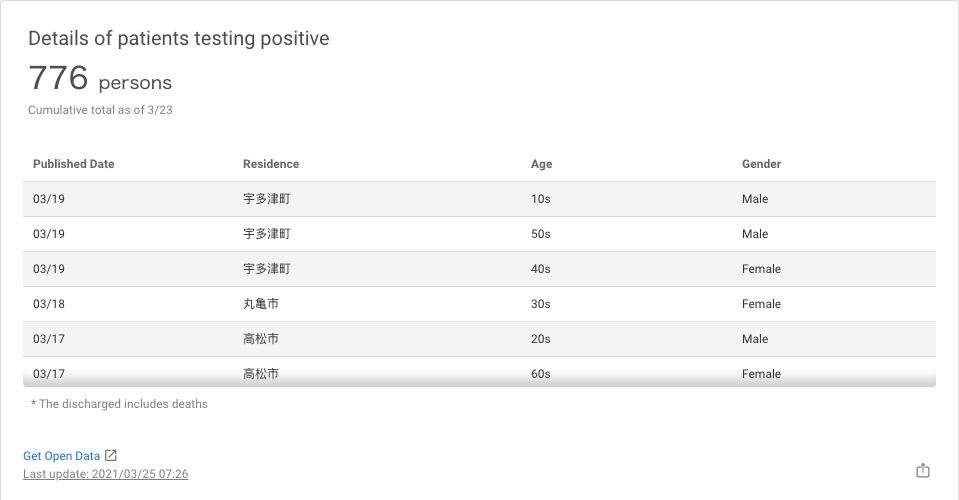 Details of patients testing positive
776 persons
Cumulative total as of 3/23
Published Date Residence Age Gender
03/19 宇多津町 10s Male
03/19 宇多津町 50s Male
03/19 宇多津町 40s Female
03/18 丸亀市 30s Female
03/17 高松市 20s Male
03/17 高松市 60s Female
* The discharged includes deaths
Get Open Data
Last update: 2021/03/25 07:26